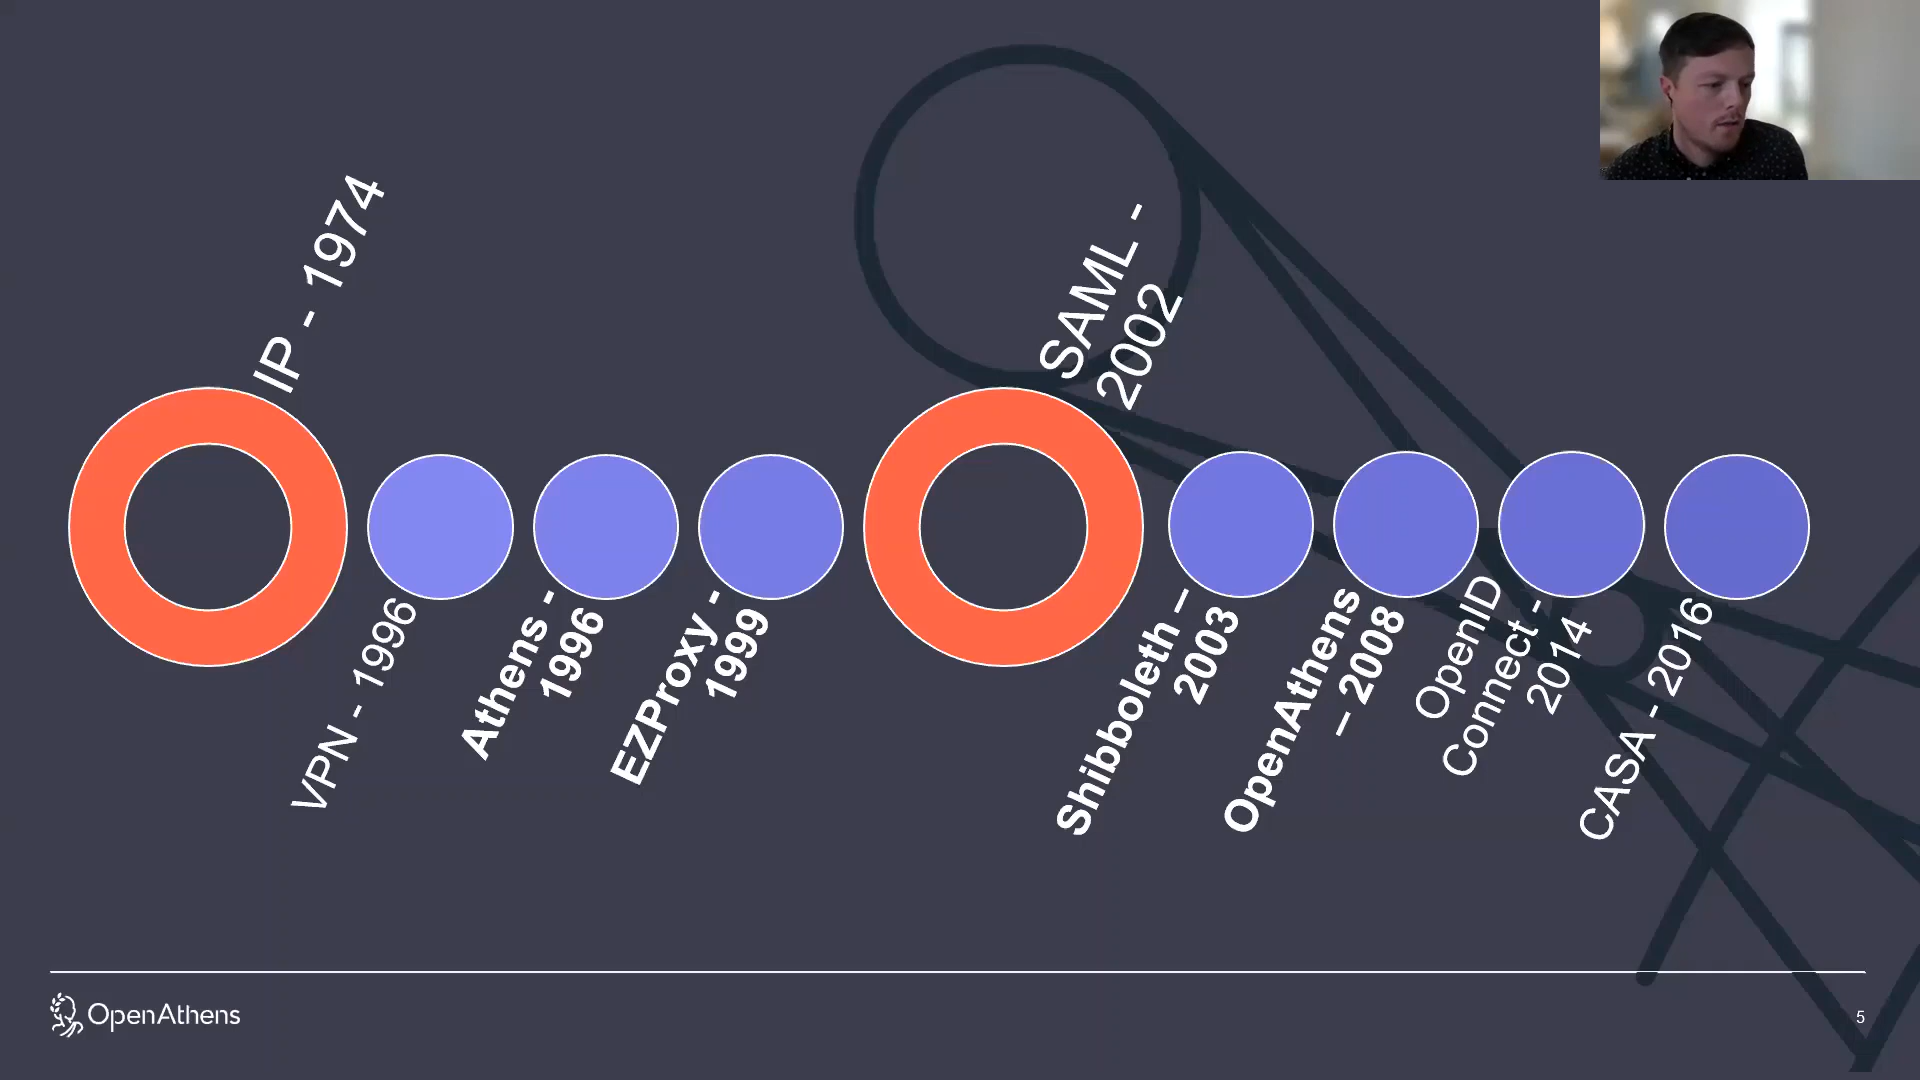 IP - 1974
VPN - 1996
Athens -
1996
EZProxy -
1999
SAML -
2002
Shibboleth –
2003
OpenAthens
– 2008
OpenID
Connect -
2014
CASA - 2016
OpenAthens
5